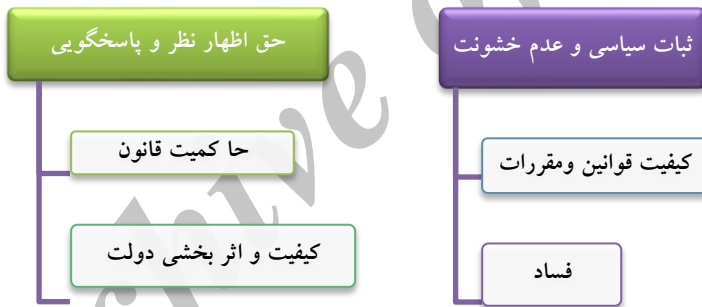 ثبات سیاسی و عدم خشونت
کیفیت قوانین ومقررات
فساد
حق اظهار نظر و پاسخگویی
حا کمیت قانون
کیفیت و اثر بخشی دولت